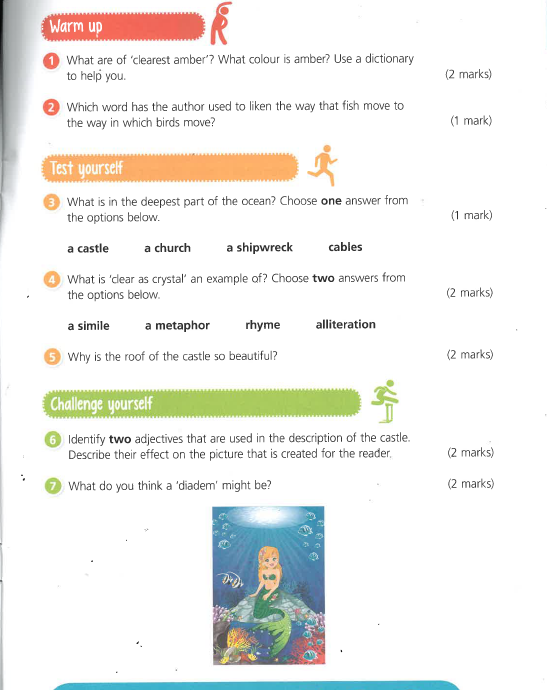 Warm up
1 What are of 'clearest amber'? What colour is amber? Use a dictionary
to help you. (2 marks)
2 Which word has the author used to liken the way that fish move to
the way in which birds move? (1 mark)
Test yourself
3 What is in the deepest part of the ocean? Choose one answer from
the options below. (1 mark)
a castle a church a shipwreck cables
4 What is 'clear as crystal' an example of? Choose two answers from
the options below. (2 marks)
a simile a metaphor rhyme alliteration
5 Why is the roof of the castle so beautiful? (2 marks)
Challenge yourself
6 Identify two adjectives that are used in the description of the castle.
Describe their effect on the picture that is created for the reader. (2 marks)
7 What do you think a 'diadem' might be? (2 marks)